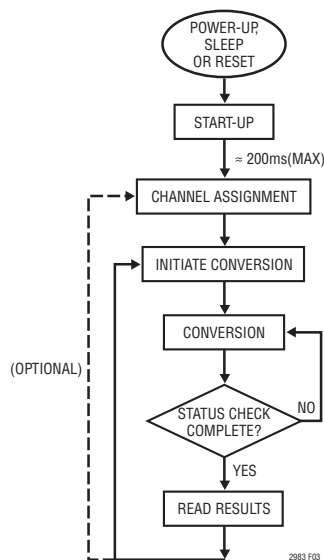 POWER-UP,
SLEEP
OR RESET
START-UP
≈ 200ms(MAX)
CHANNEL ASSIGNMENT
INITIATE CONVERSION
CONVERSION
(OPTIONAL)
STATUS CHECK
COMPLETE?
NO
YES
READ RESULTS
2983 F03